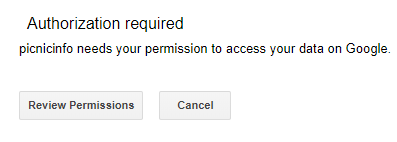 Authorization required
picnicinfo needs your permission to access your data on Google.
Review Permissions
Cancel